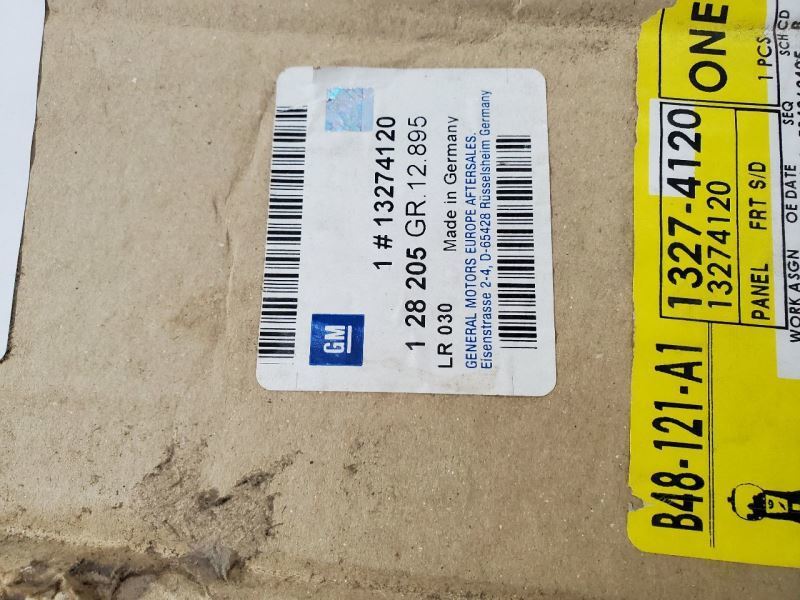 GM
1 # 13274120
1 28 205 GR.12.895
LR 030 Made in Germany
GENERAL MOTORS EUROPE AFTERSALES.
Eisenstrasse 2-4, D-65428 Rüsselsheim Germany
B48-121-A1
1327-4120
ONE
13274120
PANEL FRT S/D
1 PCS
SCH CD
WORK ASGN OE DATE SEQ